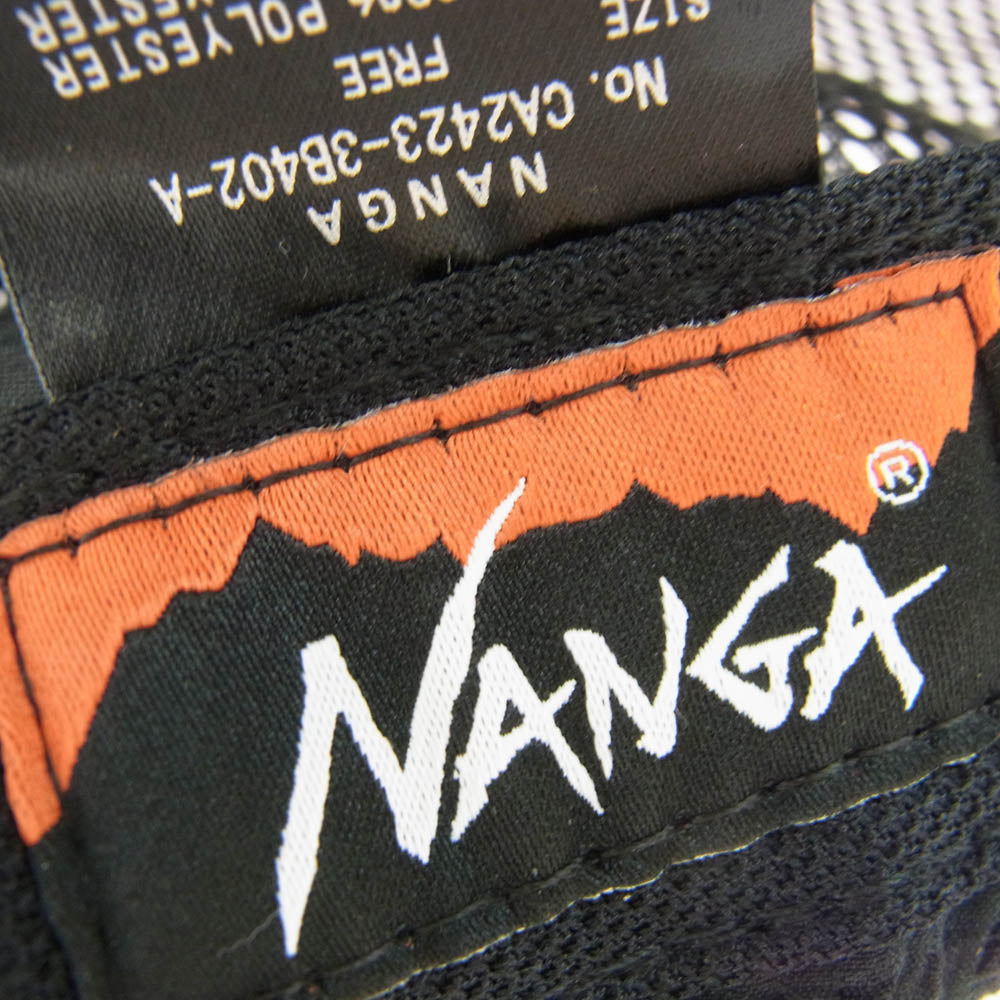 NANGA
No. CA2423-3B402-A
SIZE FREE
POLYESTER
NANGA®